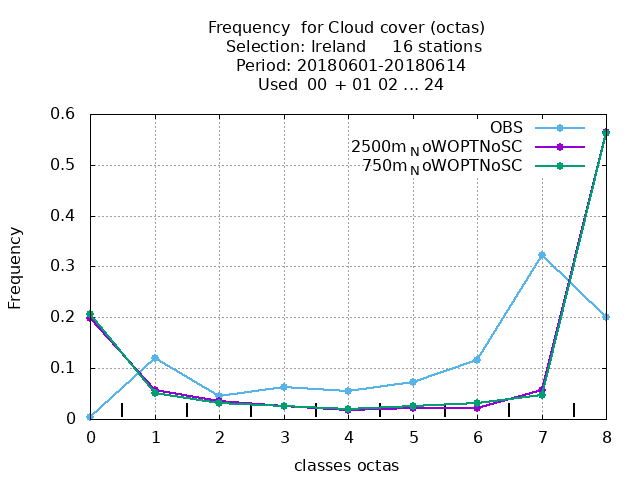 Frequency  for Cloud cover (octas)
Selection: Ireland     16 stations
Period: 20180601-20180614
Used  00  + 01 02 ... 24
OBS
2500m_NoWOPTNoSC
750m_NoWOPTNoSC
0.6
0.5
0.4
0.3
0.2
0.1
0
Frequency
0 1 2 3 4 5 6 7 8
classes octas